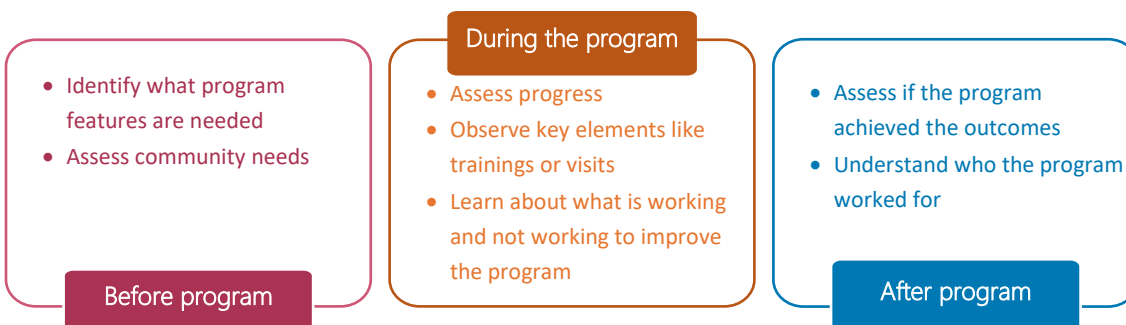 • Identify what program
features are needed
• Assess community needs
Before program
During the program
• Assess progress
• Observe key elements like
trainings or visits
• Learn about what is working
and not working to improve
the program
• Assess if the program
achieved the outcomes
• Understand who the program
worked for
After program